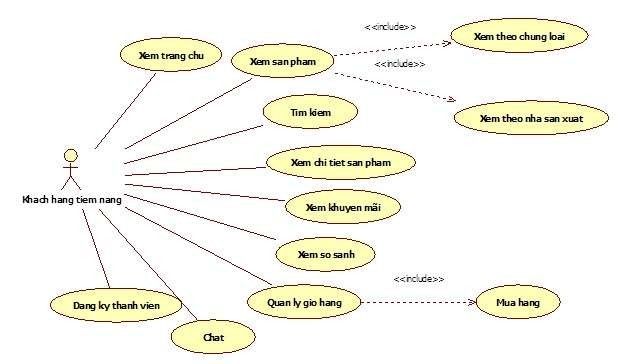 Xem trang chu
Xem san pham
<<include>>
Xem theo chung loai
<<include>>
Xem theo nha san xuat
Tim kiem
Xem chi tiet san pham
Khach hang tiem nang
Xem khuyen mãi
Xem so sanh
Dang ky thanh vien
Quan ly gio hang
<<include>>
Mua hang
Chat